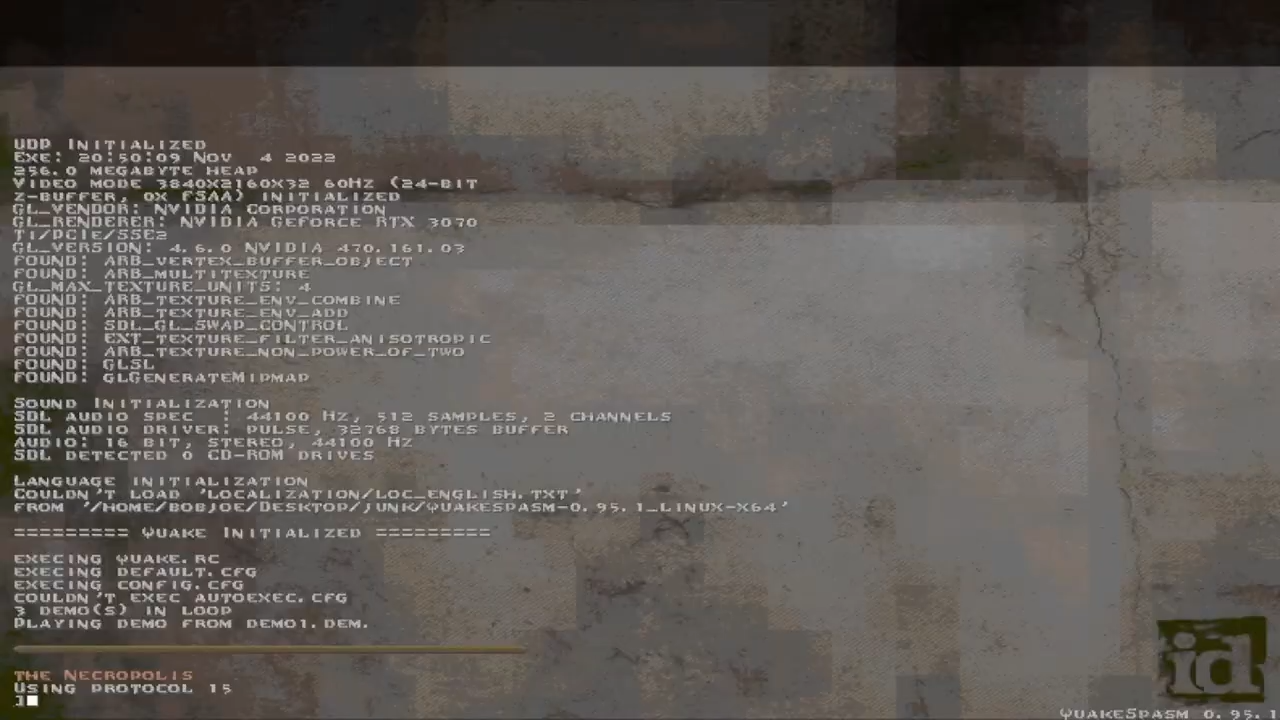 UDP Initialized
Exe: 20:50:09 Nov  4 2022
256.0 megabyte heap
Video mode 3840x2160x32 60Hz (24-bit
z-buffer, 0x FSAA) initialized
GL_VENDOR: NVIDIA Corporation
GL_RENDERER: NVIDIA GeForce RTX 3070
Ti/PCIe/SSE2
GL_VERSION: 4.6.0 NVIDIA 470.161.03
FOUND: ARB_vertex_buffer_object
FOUND: ARB_multitexture
GL_MAX_TEXTURE_UNITS: 4
FOUND: ARB_texture_env_combine
FOUND: ARB_texture_env_add
FOUND: SDL_GL_SWAP_CONTROL
FOUND: EXT_texture_filter_anisotropic
FOUND: ARB_texture_non_power_of_two
FOUND: GLSL
FOUND: glGenerateMipmap
Sound Initialization
SDL audio spec  : 44100 Hz, 512 samples, 2 channels
SDL audio driver: pulse, 32768 bytes buffer
Audio: 16 bit, stereo, 44100 Hz
SDL detected 0 CD-ROM drives
Language initialization
Couldn't load 'localization/loc_english.txt'
from '/home/bobjoe/Desktop/junk/quakespasm-0.95.1_linux-x64'
========= Quake Initialized =========
execing quake.rc
execing default.cfg
execing config.cfg
couldn't exec autoexec.cfg
3 demo(s) in loop
Playing demo from demo1.dem.
the Necropolis
Using protocol 15
]
id
QuakeSpasm 0.95.1